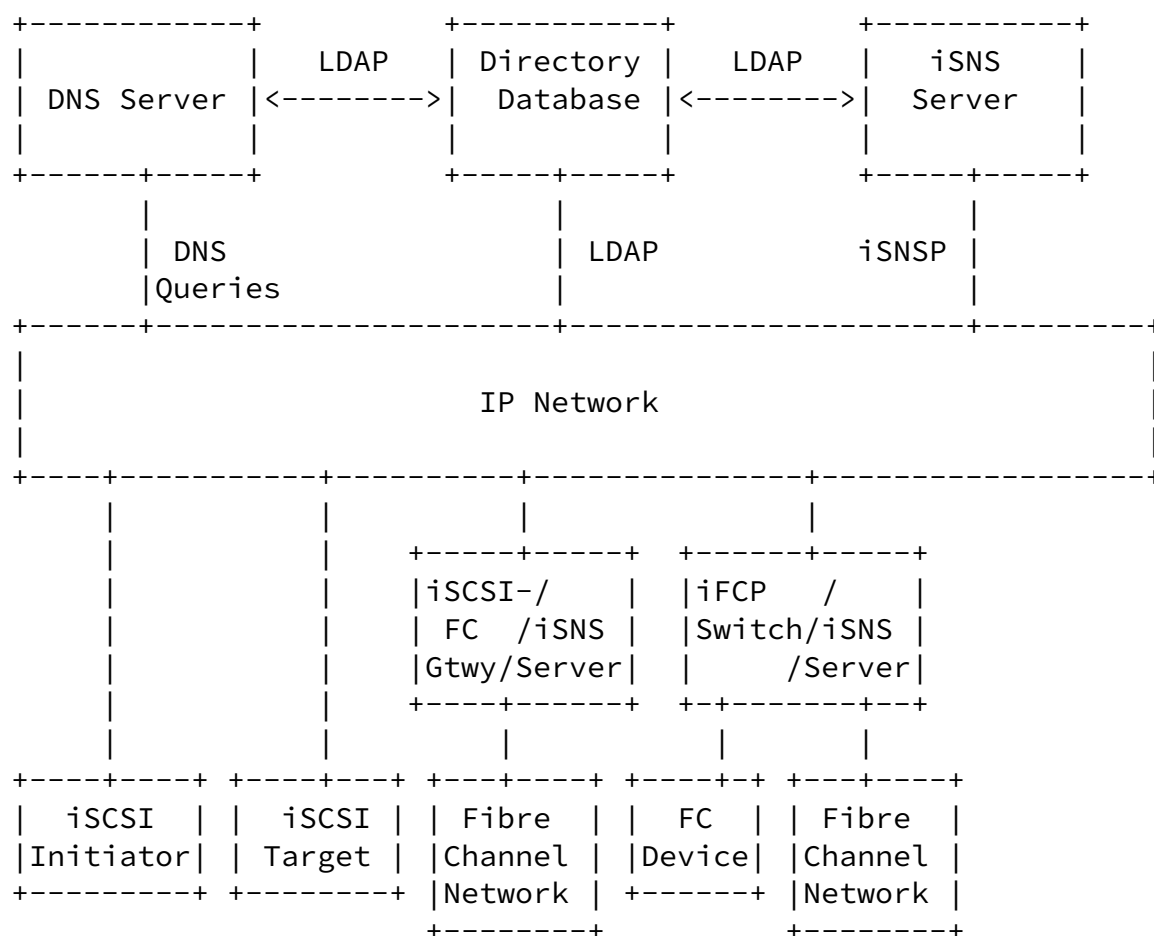 LDAP Directory LDAP iSNS
DNS Server <--------> Database <--------> Server
DNS LDAP iSNSP
Queries
IP Network
iSCSI-/ iFCP /
FC /iSNS Switch/iSNS
Gtwy/Server /Server
iSCSI iSCSI Fibre FC Fibre
Initiator Target Channel Device Channel
Network Network